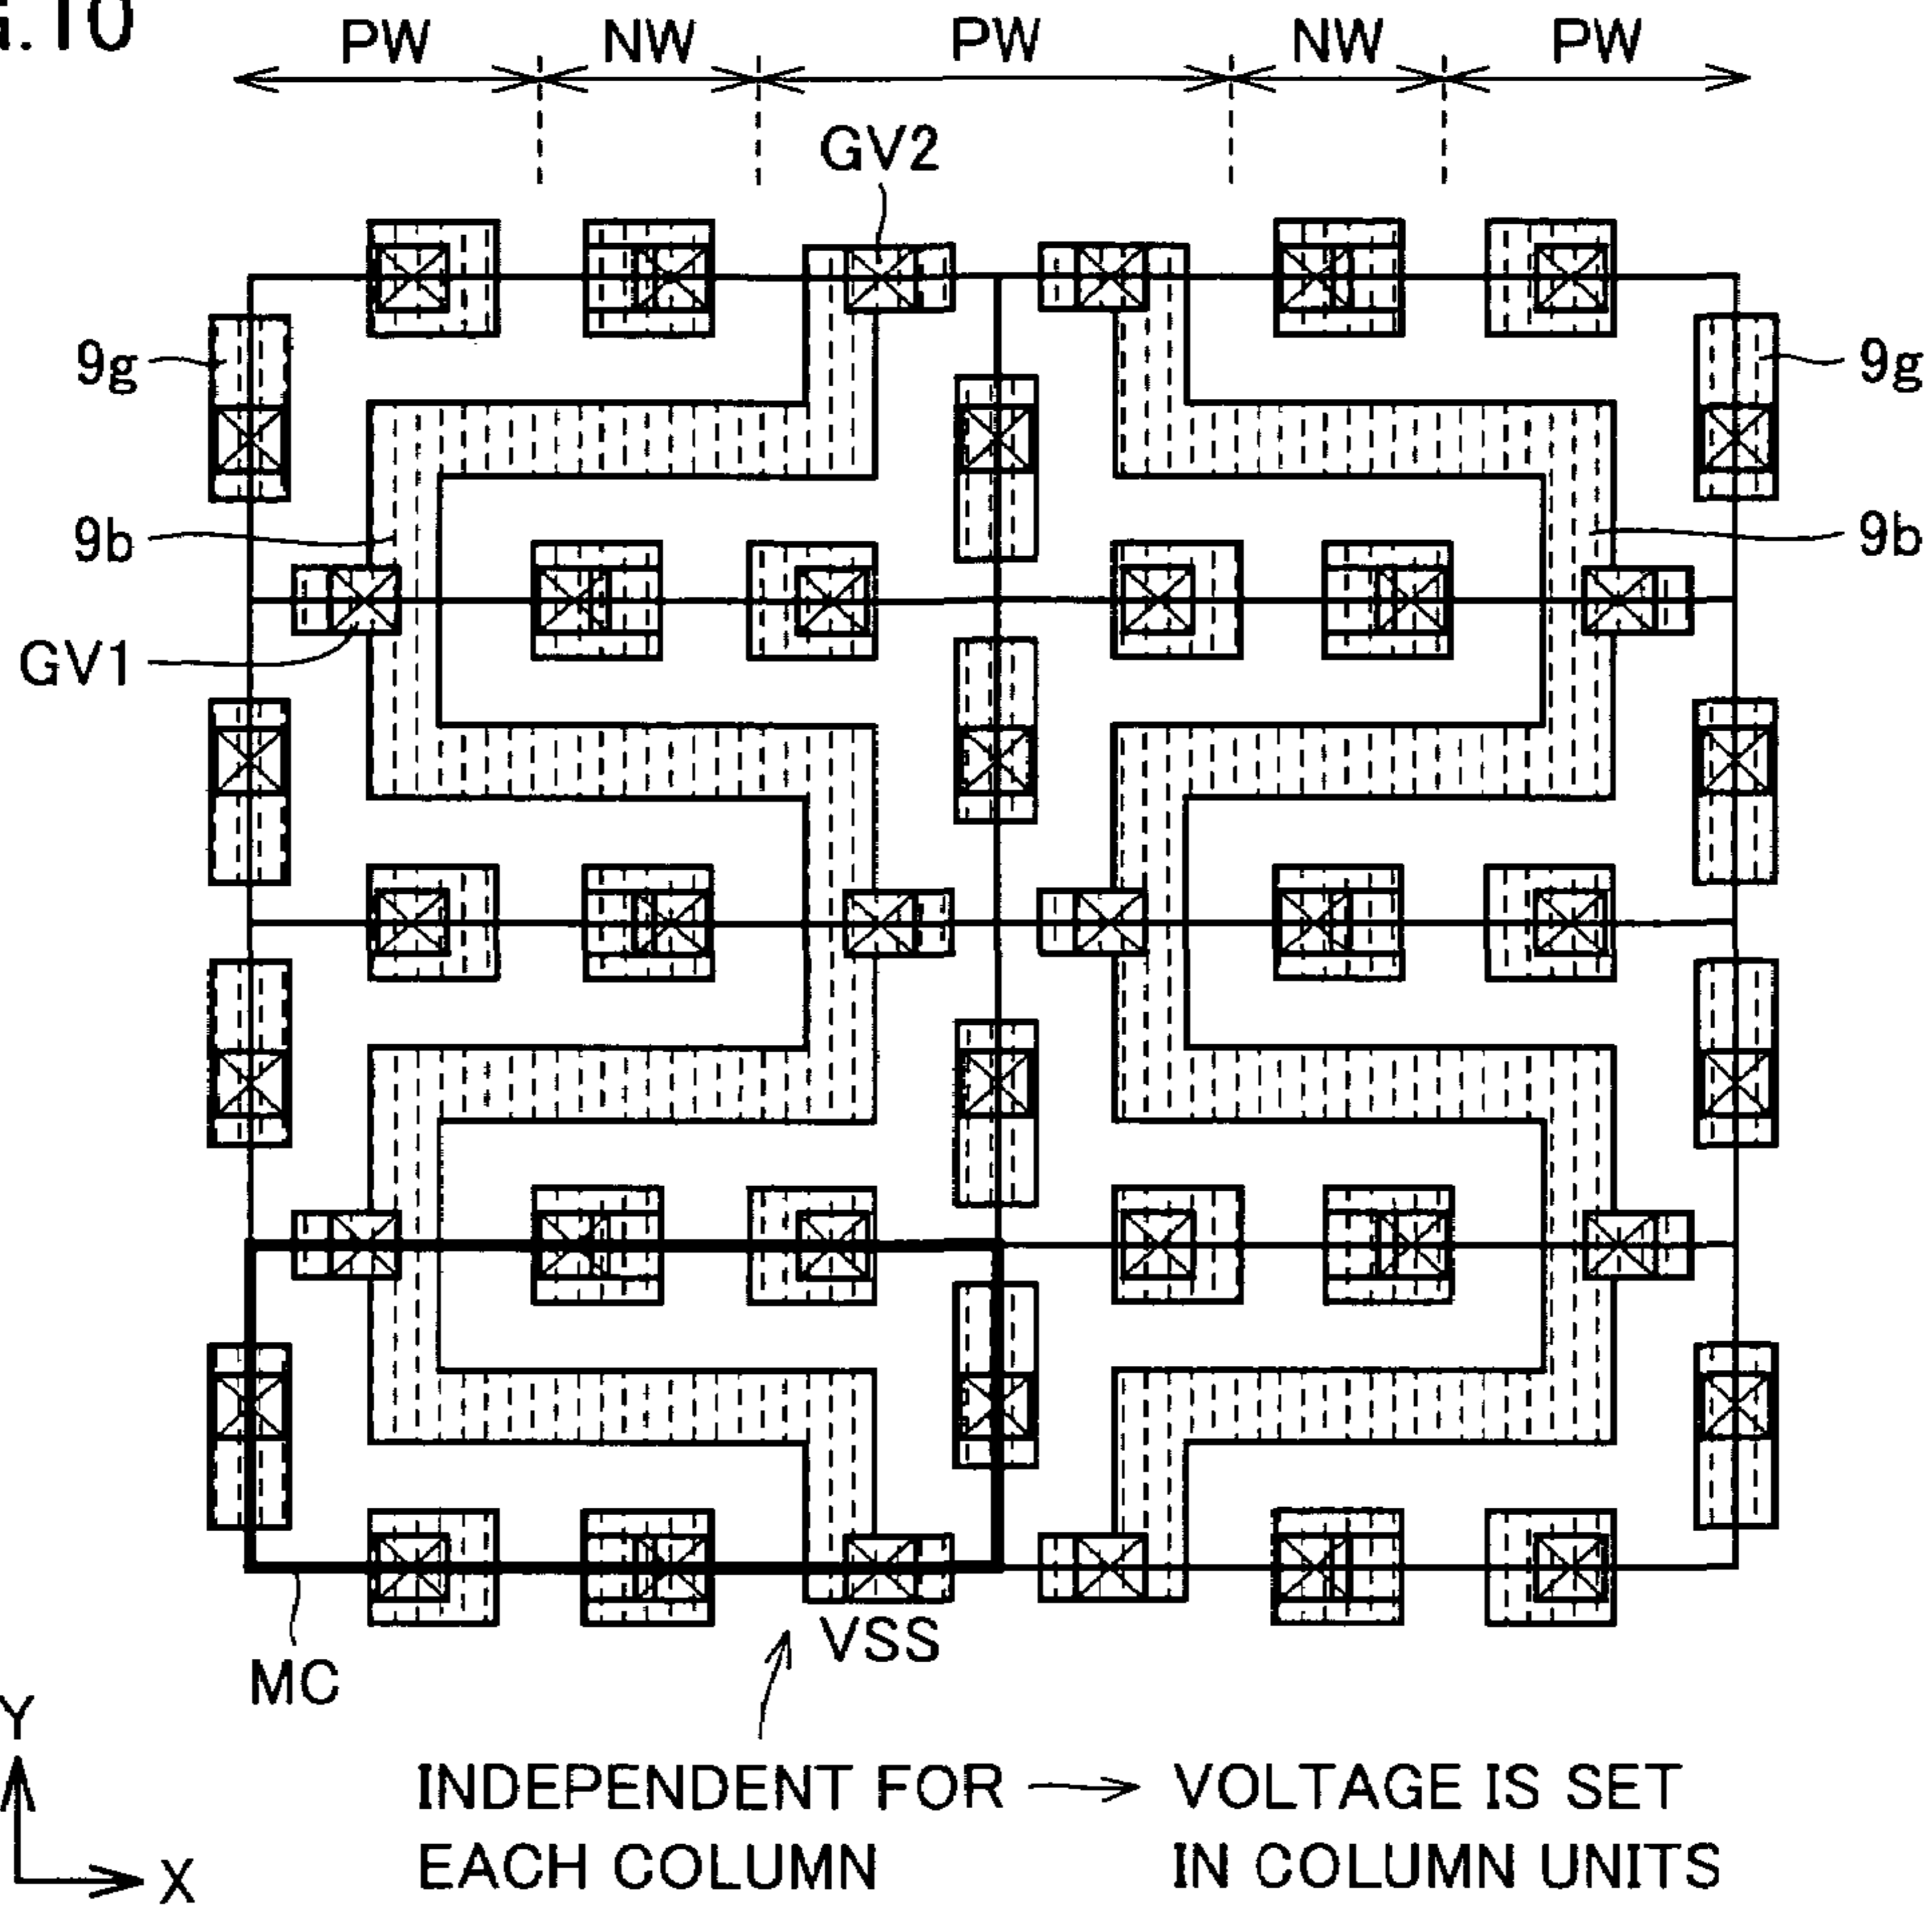 .10
PW NW PW NW PW
GV2
9g 9g
9b 9b
GV1
VSS
MC
Y
X
INDEPENDENT FOR → VOLTAGE IS SET
EACH COLUMN IN COLUMN UNITS